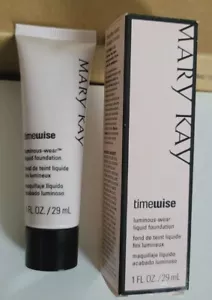 MARY KAY
timewise
luminous-wear™
liquid foundation
fond de teint liquide
fini lumineux
maquillaje líquido
acabado luminoso
1 FL. OZ. / 29 mL
MARY KAY
timewise
luminous-wear
liquid foundation
fond de teint liquide
fini lumineux
maquillaje líquido
acabado luminoso
1 FL. OZ. / 29 mL